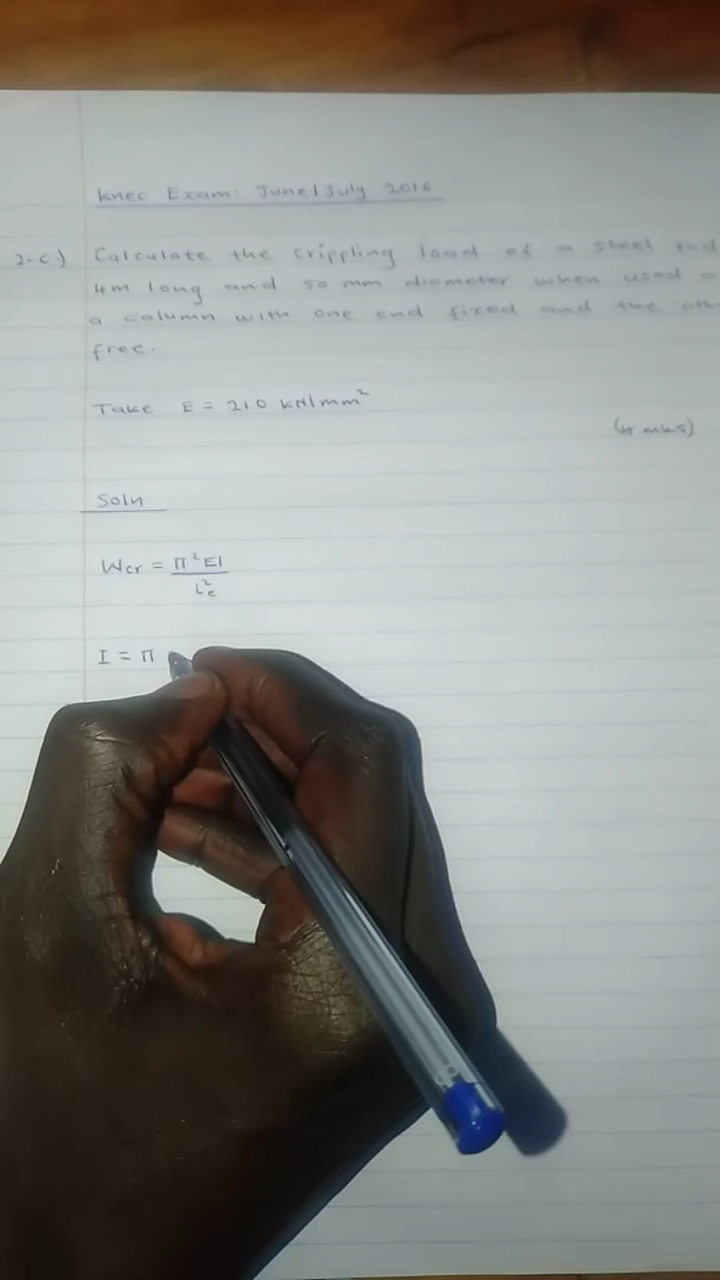 Knec Exam: June/July 2016
2.c) Calculate the crippling load of a steel rod
4m long and 50 mm diameter when used
a column with one end fixed and the
free.
Take E = 210 kN/mm²
(4 mks)
Soln
Wcr = π²EI / L²e
I = π